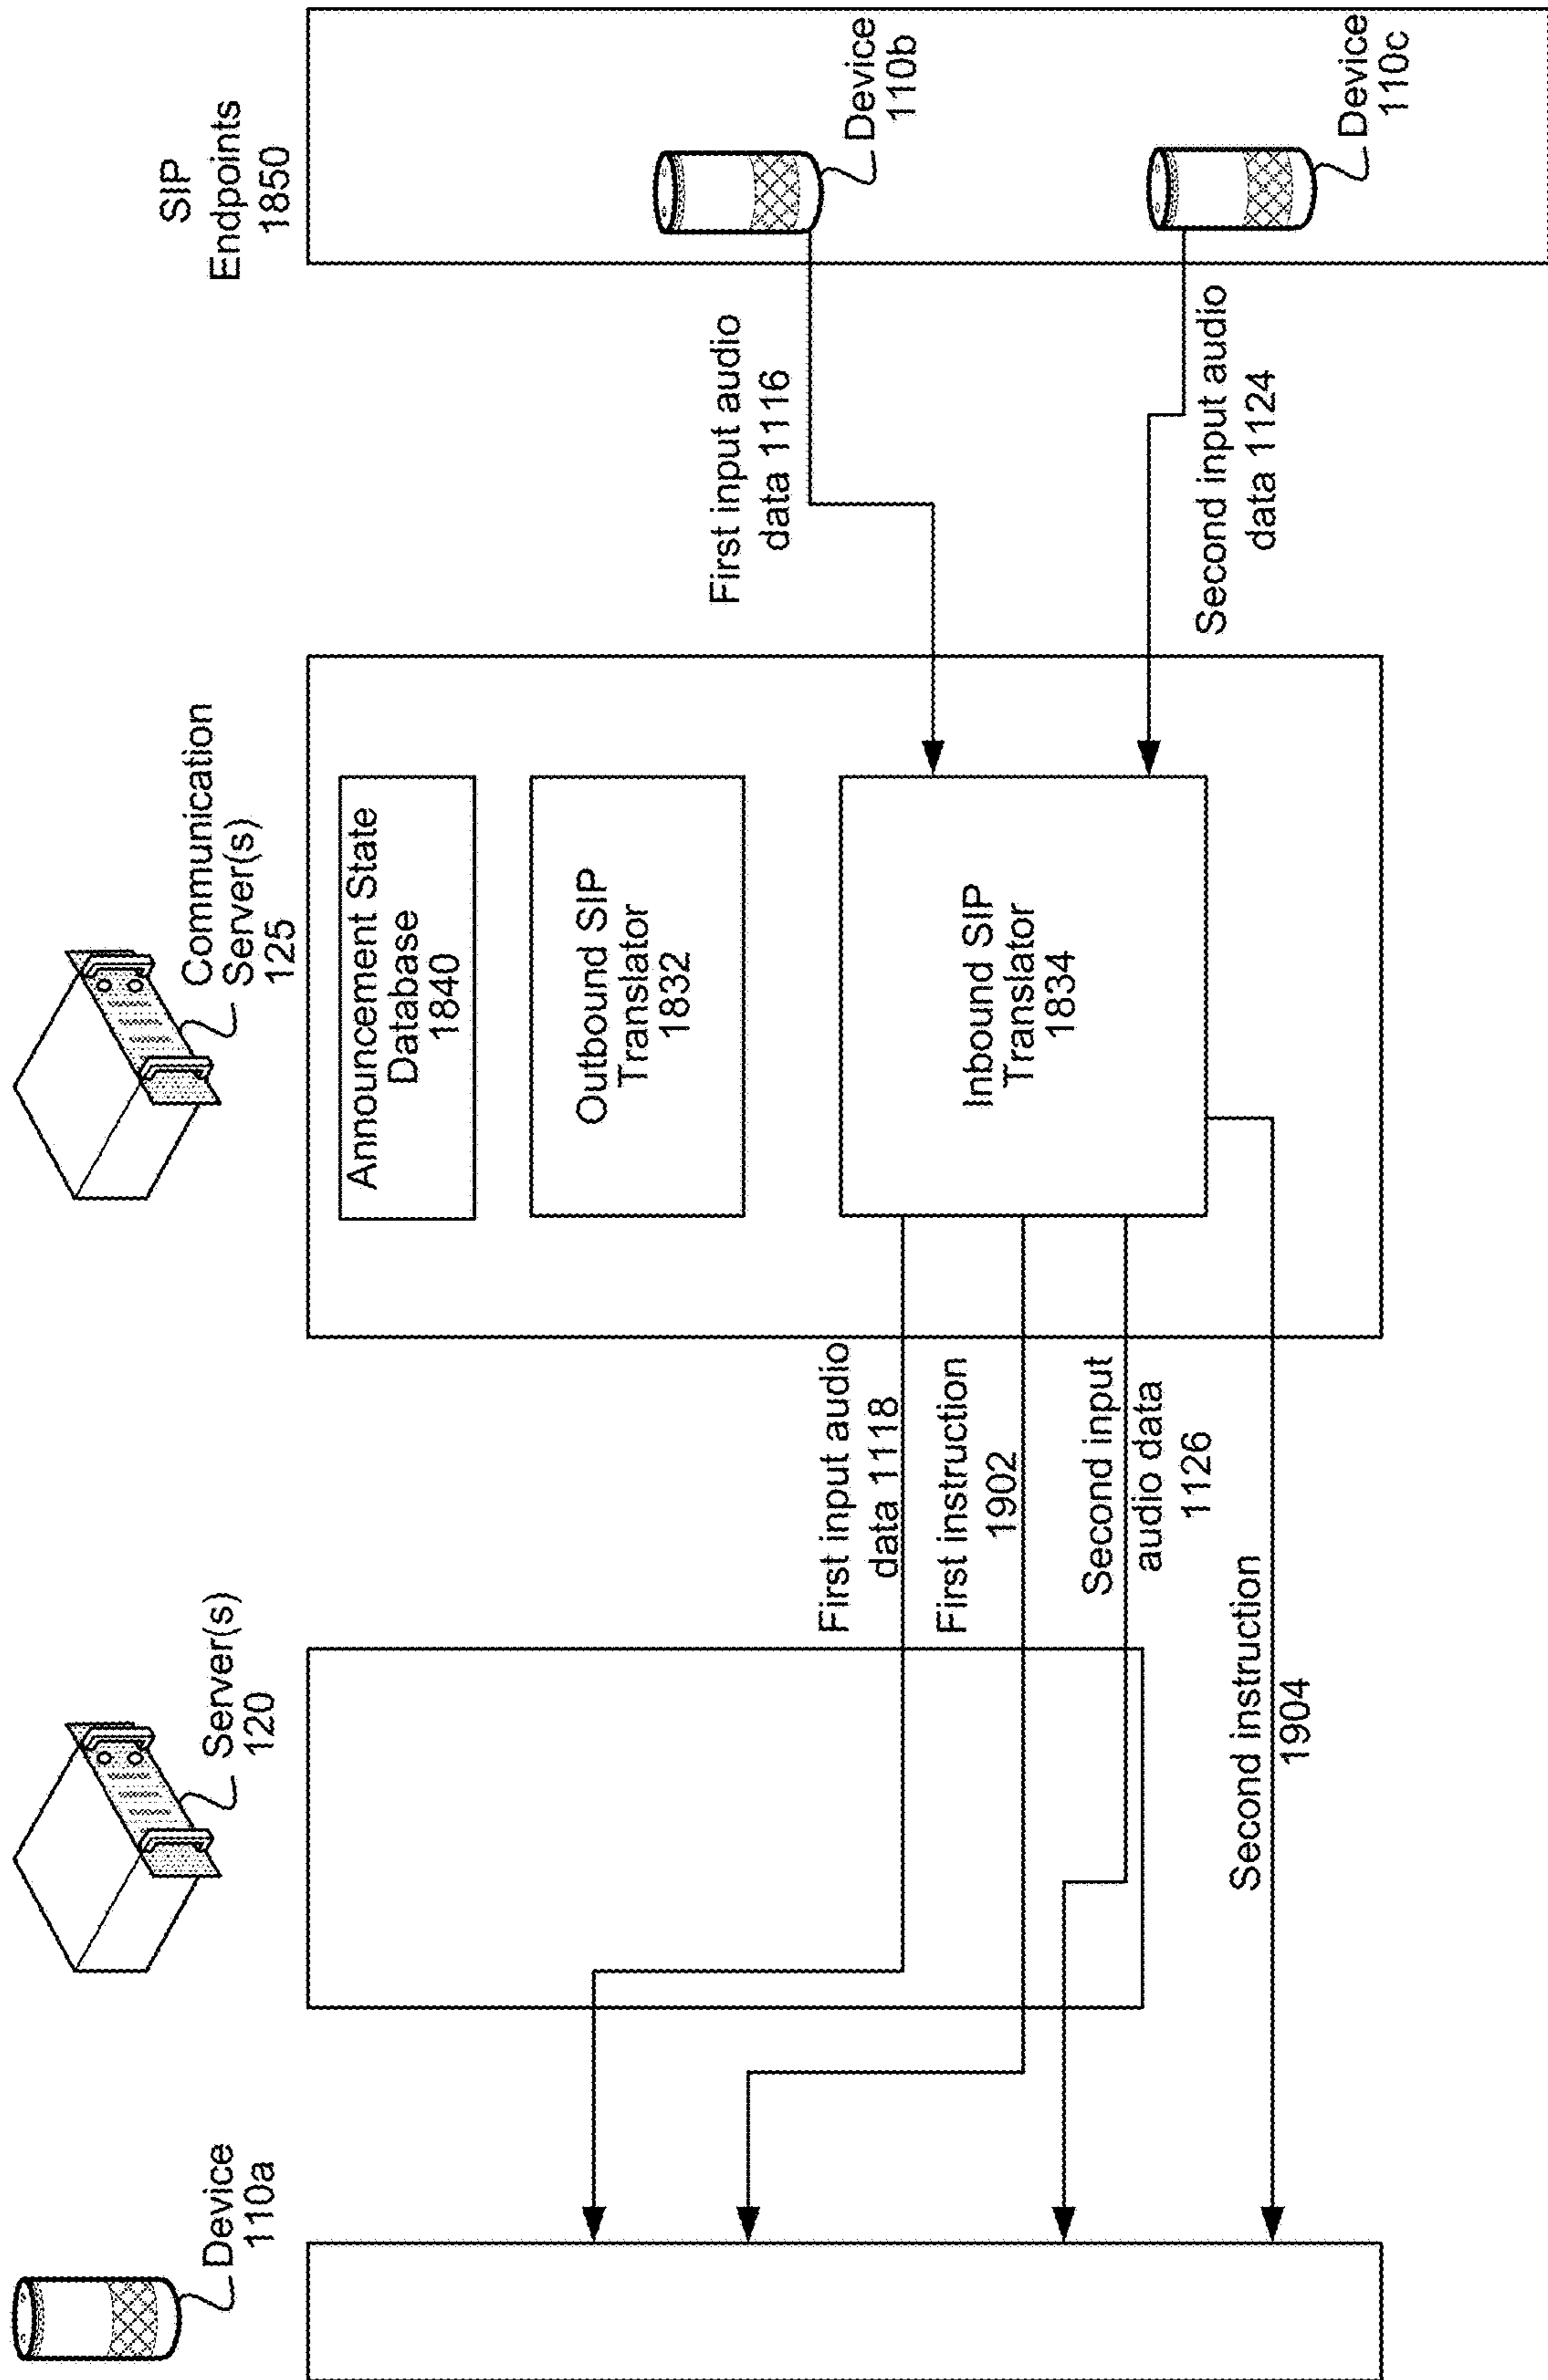 Device
110a
Server(s)
120
Communication
Server(s)
125
SIP
Endpoints
1850
Announcement State
Database
1840
Outbound SIP
Translator
1832
Inbound SIP
Translator
1834
Device
110b
Device
110c
First input audio
data 1116
Second input audio
data 1124
First input audio
data 1118
First instruction
1902
Second input
audio data
1126
Second instruction
1904